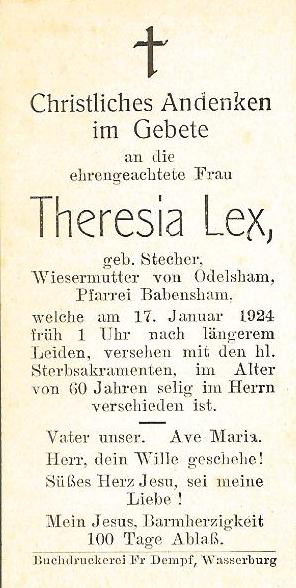 Christliches Andenken
im Gebete
an die
ehrengeachtete Frau
Theresia Lex,
geb. Stecher,
Wiesermutter von Odelsham,
Pfarrei Babensham,
welche am 17. Januar 1924
früh 1 Uhr nach längerem
Leiden, versehen mit den hl.
Sterbsakramenten, im Alter
von 60 Jahren selig im Herrn
verschieden ist.
Vater unser. Ave Maria.
Herr, dein Wille geschehe!
Süßes Herz Jesu, sei meine
Liebe !
Mein Jesus, Barmherzigkeit
100 Tage Ablaß.
Buchdruckerei Fr Dempf, Wasserburg